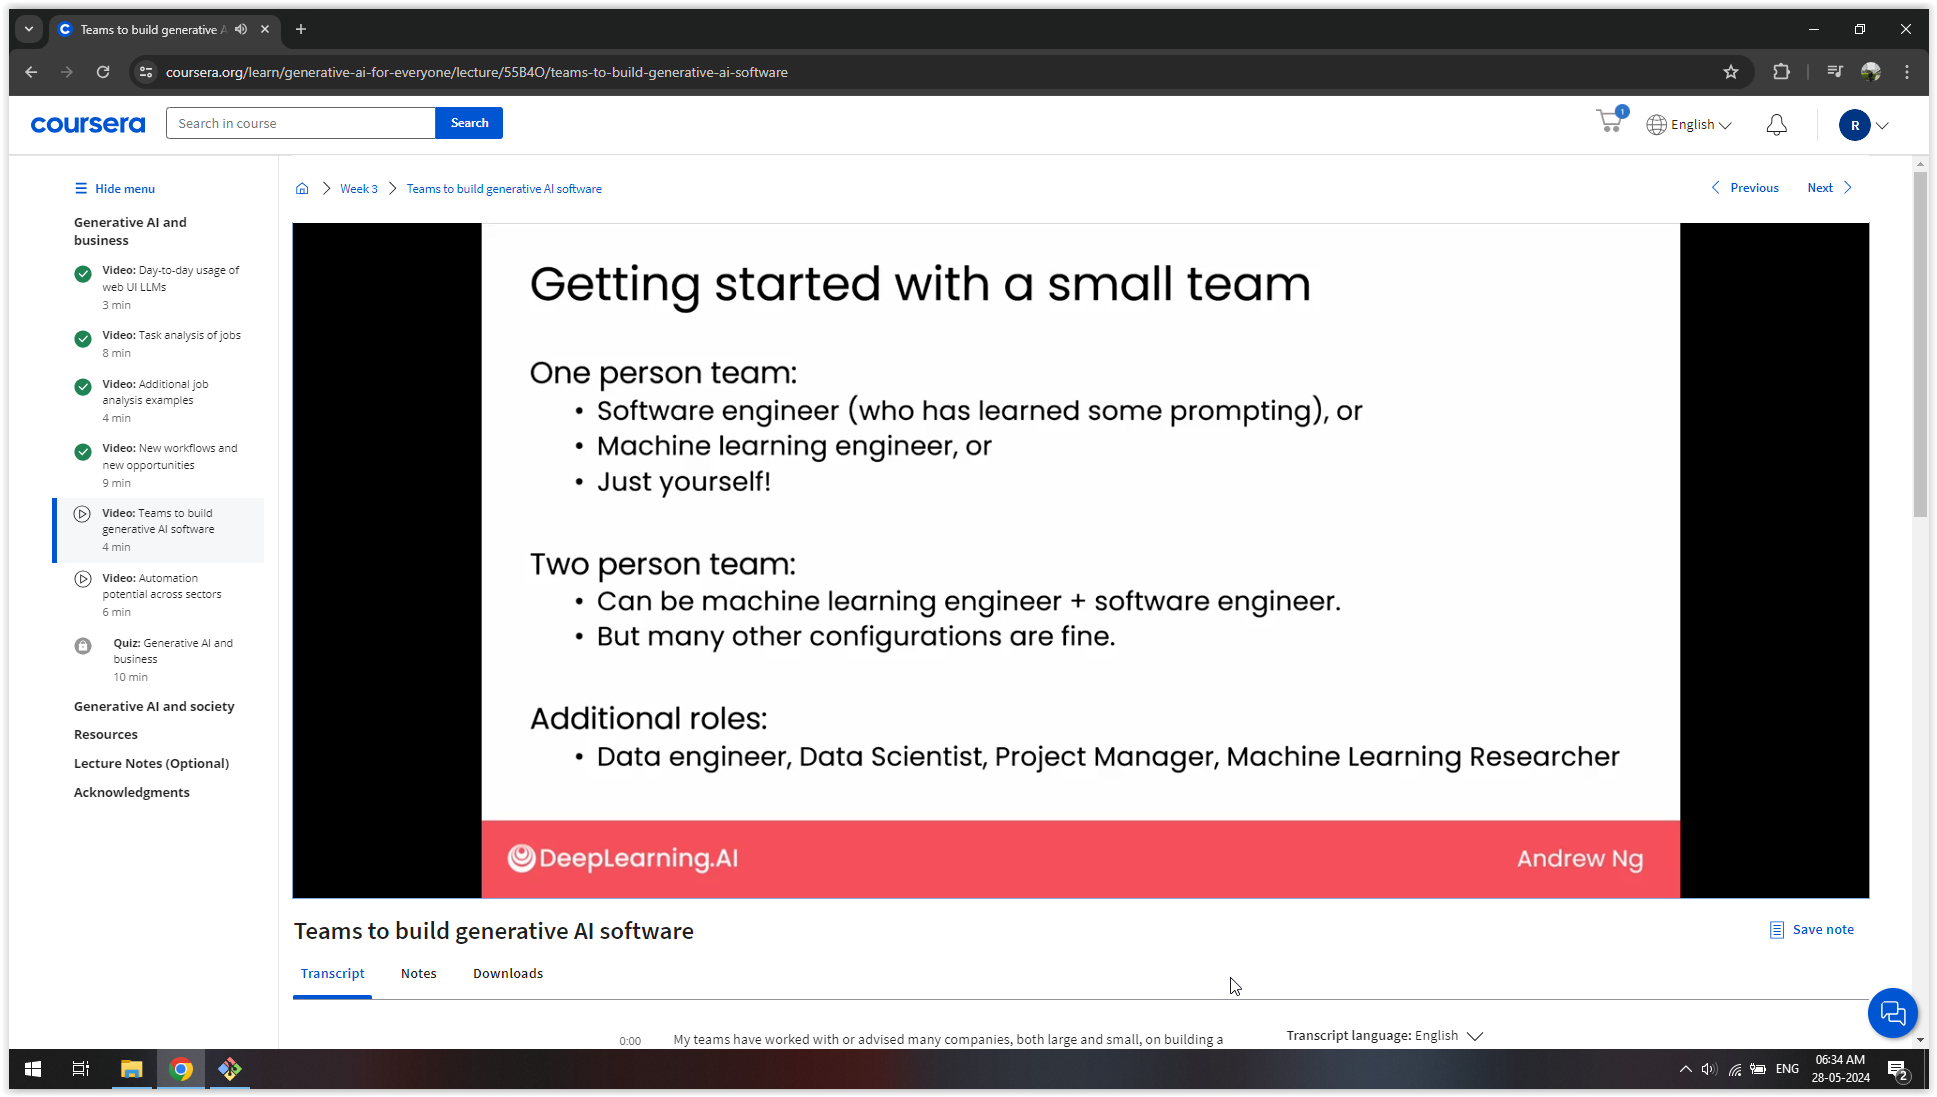 Teams to build generative A
coursera.org/learn/generative-ai-for-everyone/lecture/55B4O/teams-to-build-generative-ai-software
coursera
Search in course
Search
1
English
R
Hide menu
Week 3
Teams to build generative AI software
Previous
Next
Generative AI and
business
Video: Day-to-day usage of
web UI LLMs
3 min
Video: Task analysis of jobs
8 min
Video: Additional job
analysis examples
4 min
Video: New workflows and
new opportunities
9 min
Video: Teams to build
generative AI software
4 min
Video: Automation
potential across sectors
6 min
Quiz: Generative AI and
business
10 min
Generative AI and society
Resources
Lecture Notes (Optional)
Acknowledgments
Getting started with a small team
One person team:
• Software engineer (who has learned some prompting), or
• Machine learning engineer, or
• Just yourself!
Two person team:
• Can be machine learning engineer + software engineer.
• But many other configurations are fine.
Additional roles:
• Data engineer, Data Scientist, Project Manager, Machine Learning Researcher
DeepLearning.AI
Andrew Ng
Teams to build generative AI software
Save note
Transcript
Notes
Downloads
0:00
My teams have worked with or advised many companies, both large and small, on building a
Transcript language: English
ENG
06:34 AM
28-05-2024
2